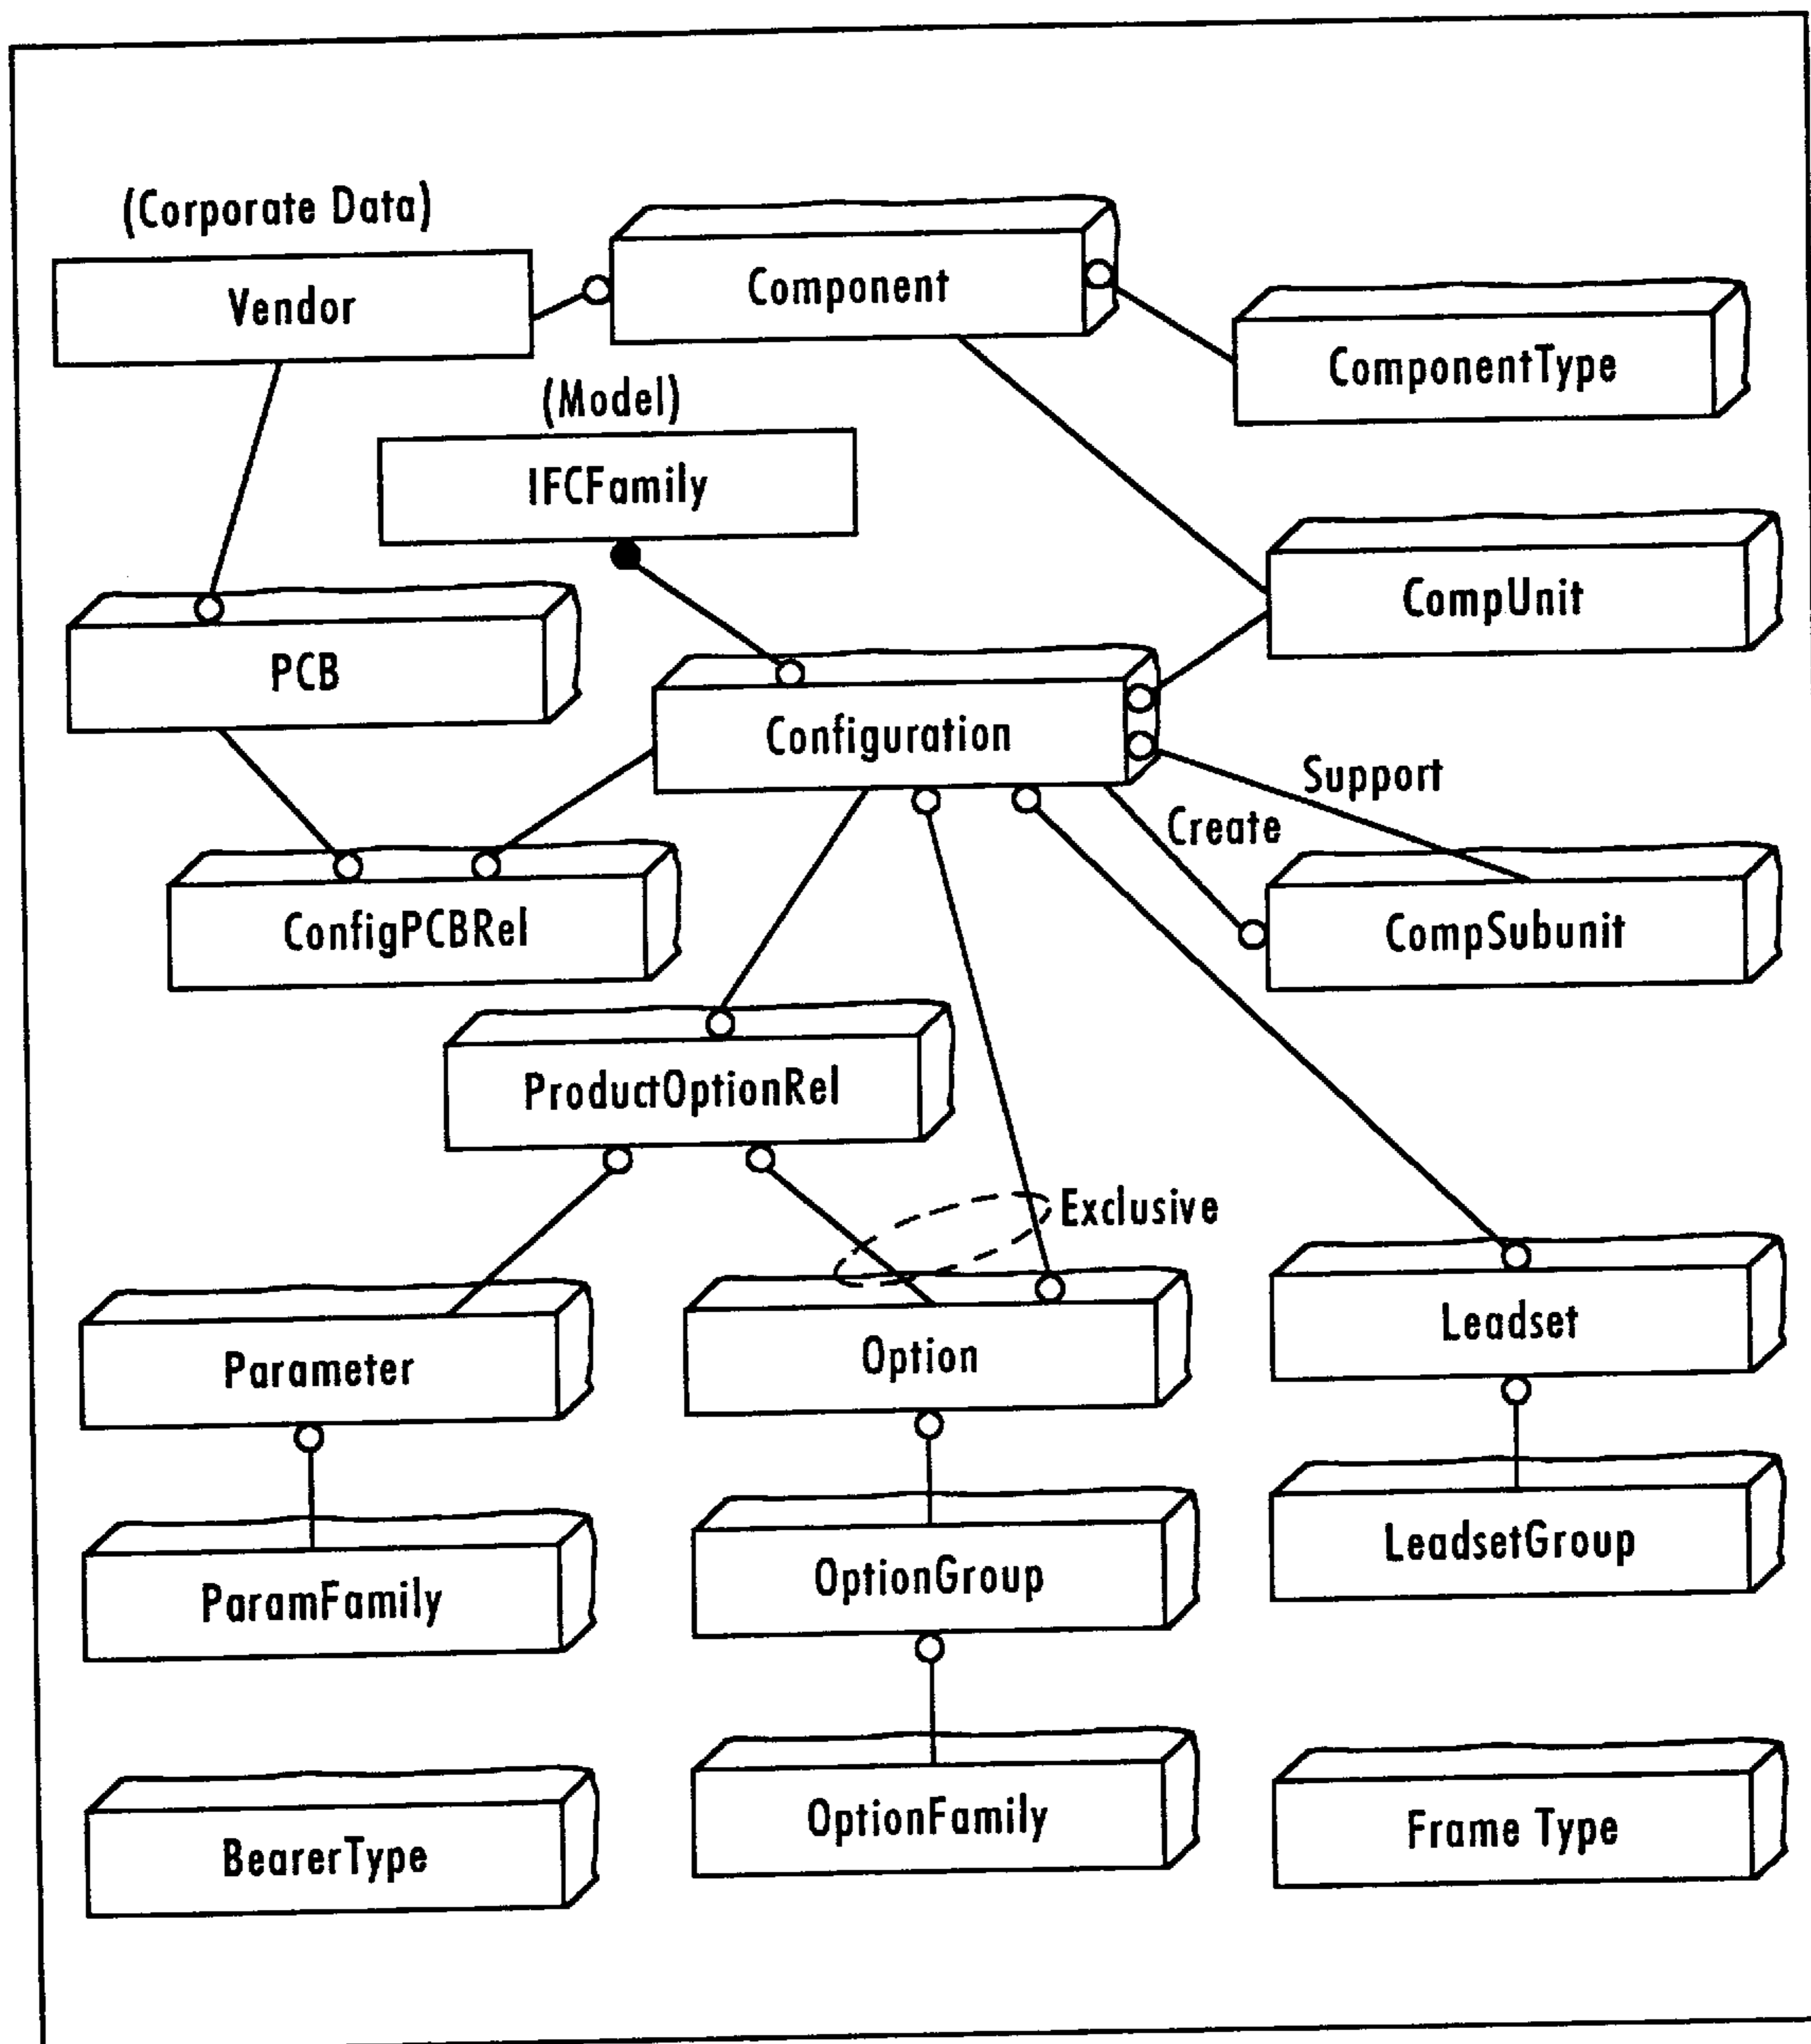 (Corporate Data)
Vendor
Component
ComponentType
(Model)
IFCFamily
CompUnit
PCB
Configuration
Support
Create
ConfigPCBRel
CompSubunit
ProductOptionRel
Exclusive
Parameter
Option
Leadset
ParamFamily
OptionGroup
LeadsetGroup
BearerType
OptionFamily
Frame Type